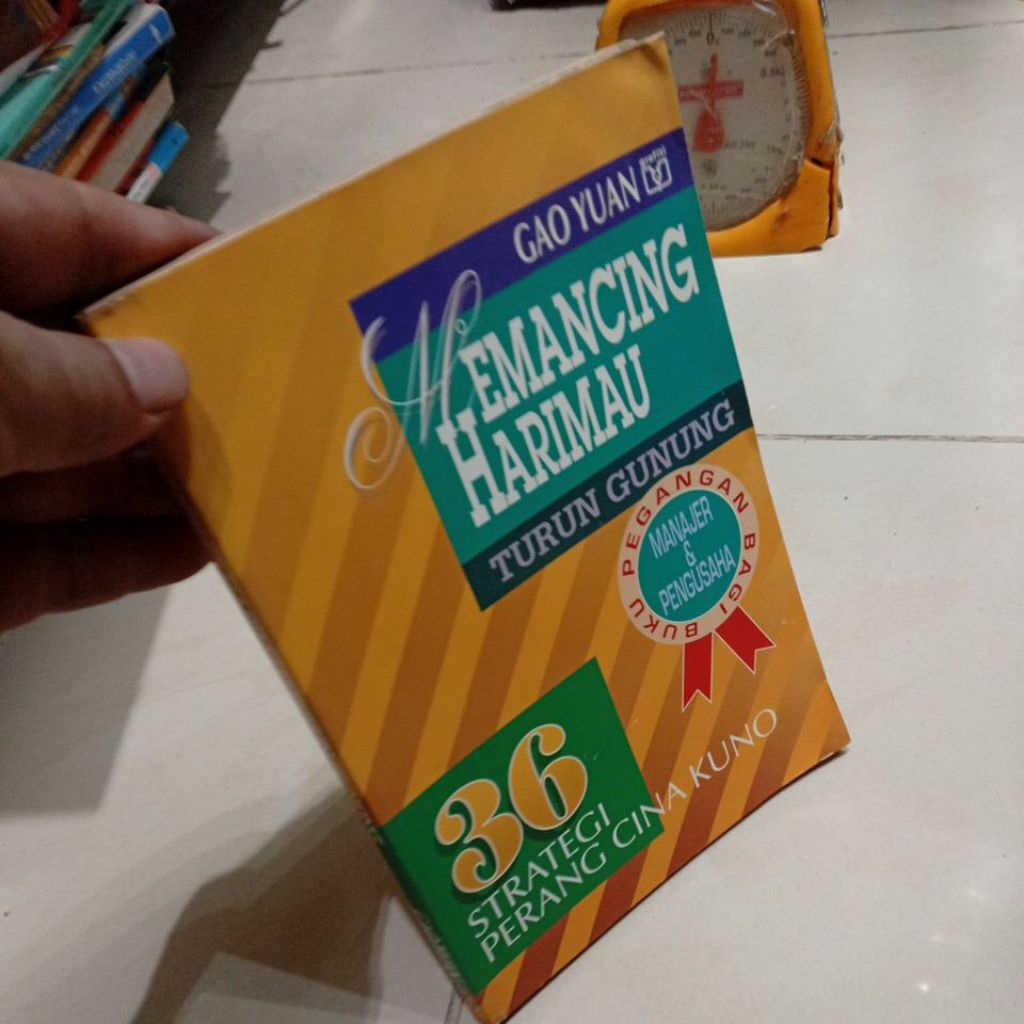 GAO YUAN
MEMANCING
HARIMAU
TURUN GUNUNG
BUKU PEGANGAN BAGI
MANAJER
&
PENGUSAHA
36
STRATEGI
PERANG CINA KUNO